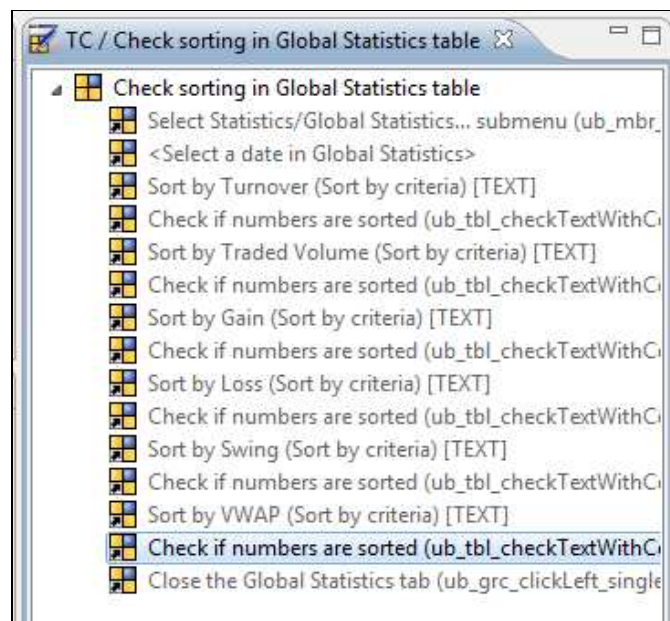 TC / Check sorting in Global Statistics table
Check sorting in Global Statistics table
Select Statistics/Global Statistics... submenu (ub_mbr_
<Select a date in Global Statistics>
Sort by Turnover (Sort by criteria) [TEXT]
Check if numbers are sorted (ub_tbl_checkTextWithC
Sort by Traded Volume (Sort by criteria) [TEXT]
Check if numbers are sorted (ub_tbl_checkTextWithC
Sort by Gain (Sort by criteria) [TEXT]
Check if numbers are sorted (ub_tbl_checkTextWithC
Sort by Loss (Sort by criteria) [TEXT]
Check if numbers are sorted (ub_tbl_checkTextWithC
Sort by Swing (Sort by criteria) [TEXT]
Check if numbers are sorted (ub_tbl_checkTextWithC
Sort by VWAP (Sort by criteria) [TEXT]
Check if numbers are sorted (ub_tbl_checkTextWithC
Close the Global Statistics tab (ub_grc_clickLeft_single